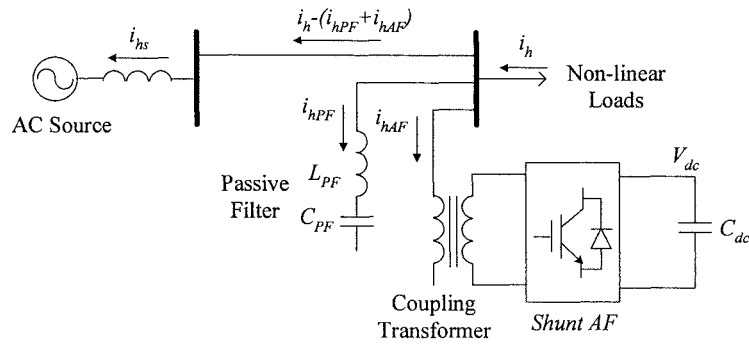 i_h-(i_hPF+i_hAF)
i_hs
i_h
Non-linear
Loads
AC Source
i_hPF
i_hAF
L_PF
Passive
Filter
C_PF
V_dc
C_dc
Coupling
Transformer
Shunt AF